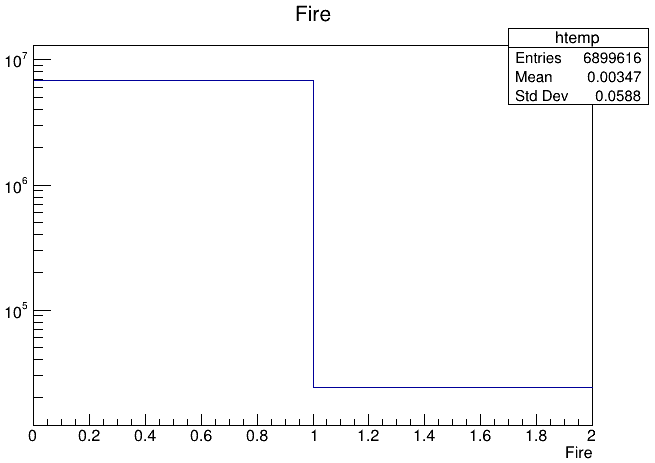 Fire
htemp
Entries 6899616
Mean 0.00347
Std Dev 0.0588
10⁷
10⁶
10⁵
0 0.2 0.4 0.6 0.8 1 1.2 1.4 1.6 1.8 2
Fire